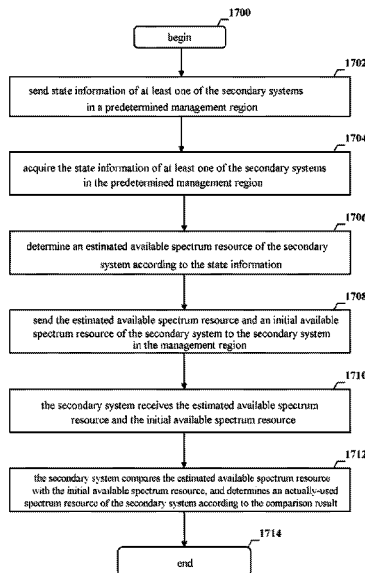 1700
begin
1702
send state information of at least one of the secondary systems
in a predetermined management region
1704
acquire the state information of at least one of the secondary systems
in the predetermined management region
1706
determine an estimated available spectrum resource of the secondary
system according to the state information
1708
send the estimated available spectrum resource and an initial available
spectrum resource of the secondary system to the secondary system
in the management region
1710
the secondary system receives the estimated available spectrum
resource and the initial available spectrum resource
1712
the secondary system compares the estimated available spectrum resource
with the initial available spectrum resource, and determines an actually-used
spectrum resource of the secondary system according to the comparison result
1714
end